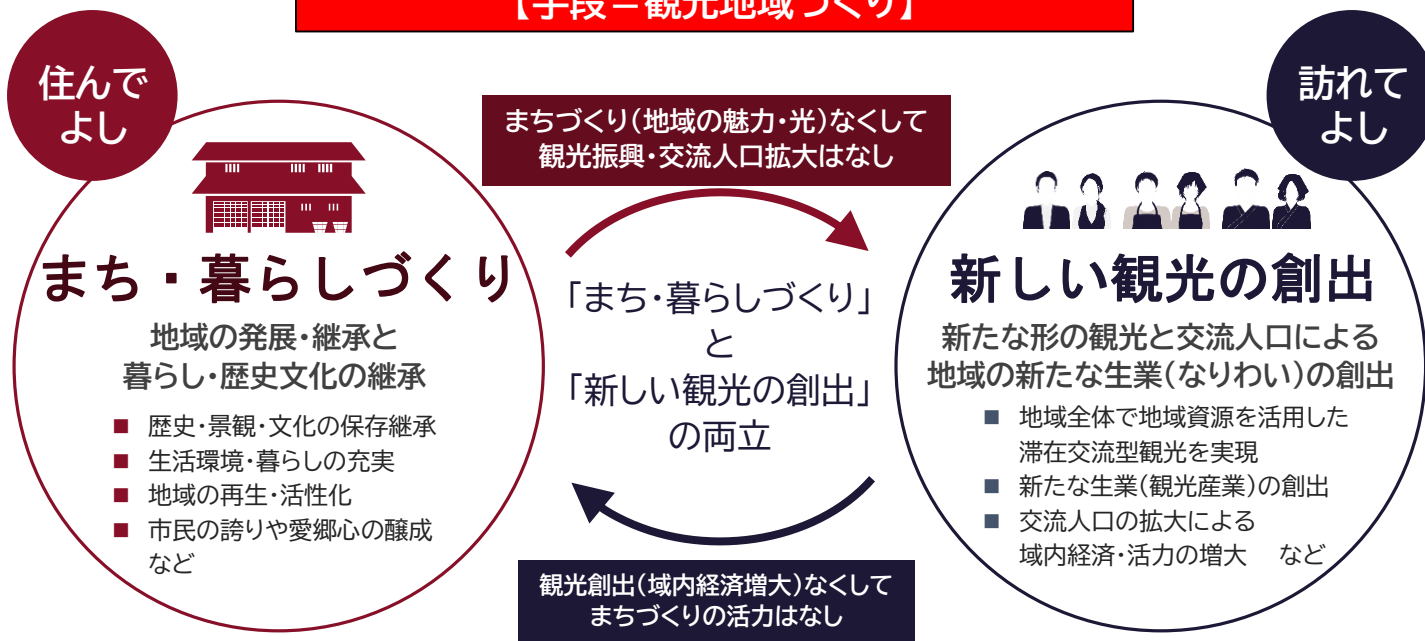 【手段＝観光地域づくり】
住んで
よし
訪れて
よし
まちづくり(地域の魅力・光)なくして
観光振興・交流人口拡大はなし
まち・暮らしづくり
地域の発展・継承と
暮らし・歴史文化の継承
■ 歴史・景観・文化の保存継承
■ 生活環境・暮らしの充実
■ 地域の再生・活性化
■ 市民の誇りや愛郷心の醸成
など
「まち・暮らしづくり」
と
「新しい観光の創出」
の両立
新しい観光の創出
新たな形の観光と交流人口による
地域の新たな生業(なりわい)の創出
■ 地域全体で地域資源を活用した
滞在交流型観光を実現
■ 新たな生業(観光産業)の創出
■ 交流人口の拡大による
域内経済・活力の増大 など
観光創出(域内経済増大)なくして
まちづくりの活力はなし